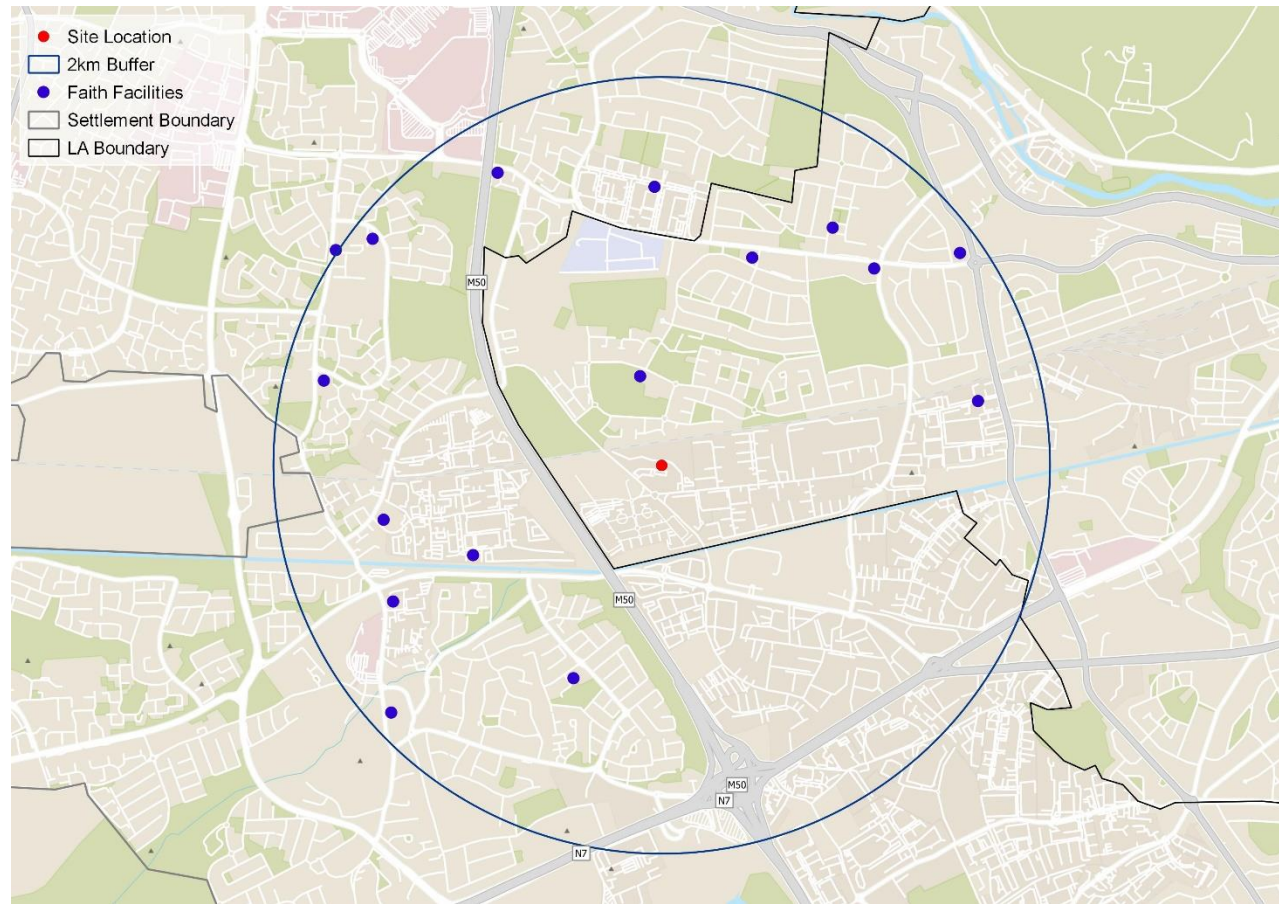 Site Location
2km Buffer
Faith Facilities
Settlement Boundary
LA Boundary
M50
M50
M50
N7
N7